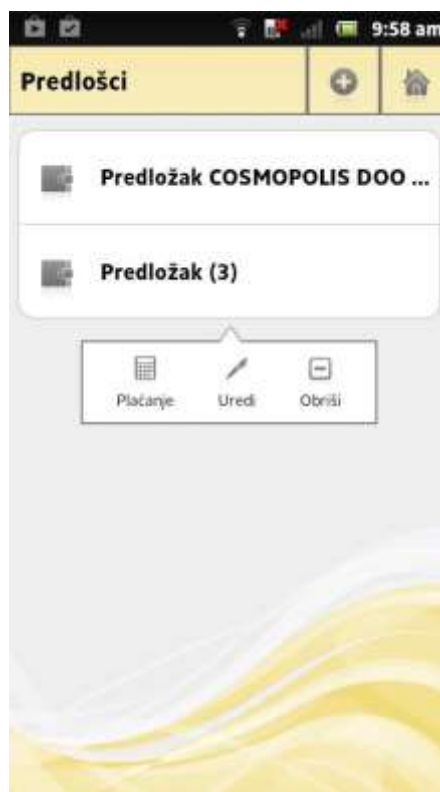 9:58 am
Predlošci
Predložak COSMOPOLIS DOO ...
Predložak (3)
Plaćanje Uredi Obriši